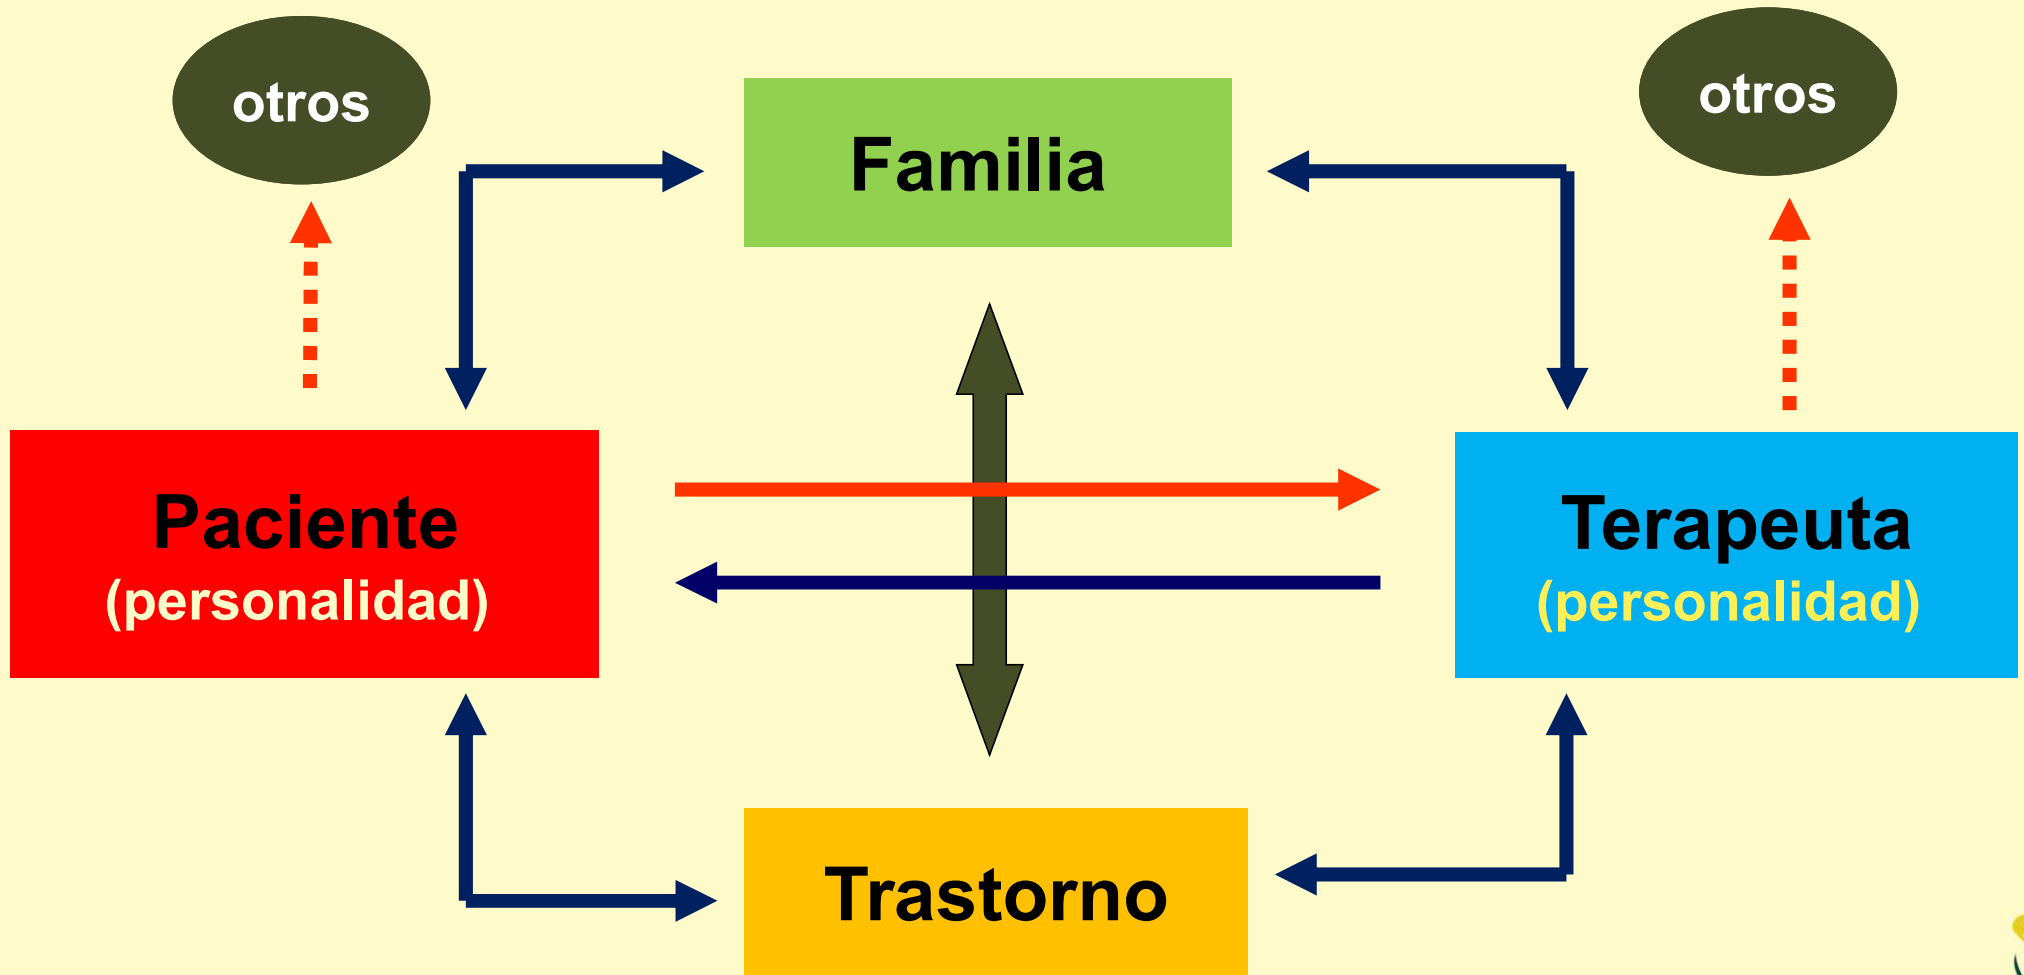 otros
otros
Familia
Paciente
(personalidad)
Terapeuta
(personalidad)
Trastorno